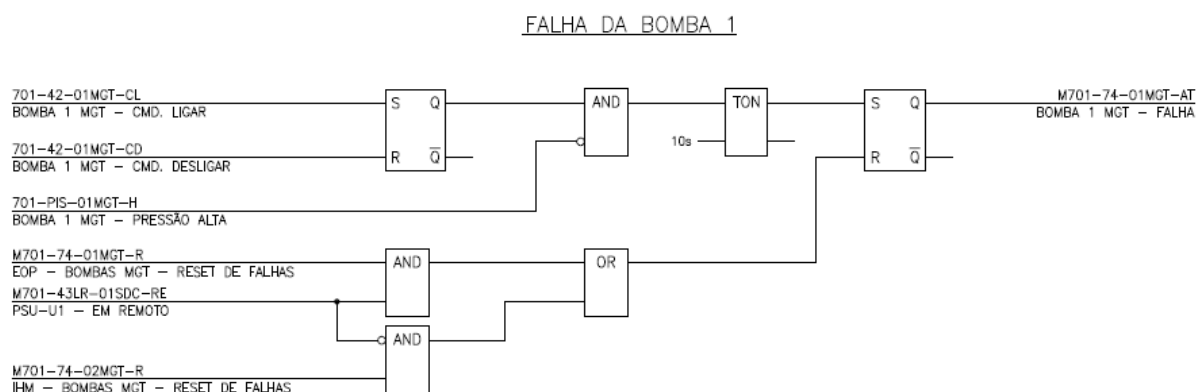 FALHA DA BOMBA 1
701-42-01MGT-CL
BOMBA 1 MGT – CMD. LIGAR
S Q
AND
TON
S Q
M701-74-01MGT-AT
BOMBA 1 MGT – FALHA
10s
701-42-01MGT-CD
BOMBA 1 MGT – CMD. DESLIGAR
R Q̅
R Q̅
701-PIS-01MGT-H
BOMBA 1 MGT – PRESSÃO ALTA
M701-74-01MGT-R
EOP – BOMBAS MGT – RESET DE FALHAS
AND
OR
M701-43LR-01SDC-RE
PSU-U1 – EM REMOTO
AND
M701-74-02MGT-R
IHM – BOMBAS MGT – RESET DE FALHAS